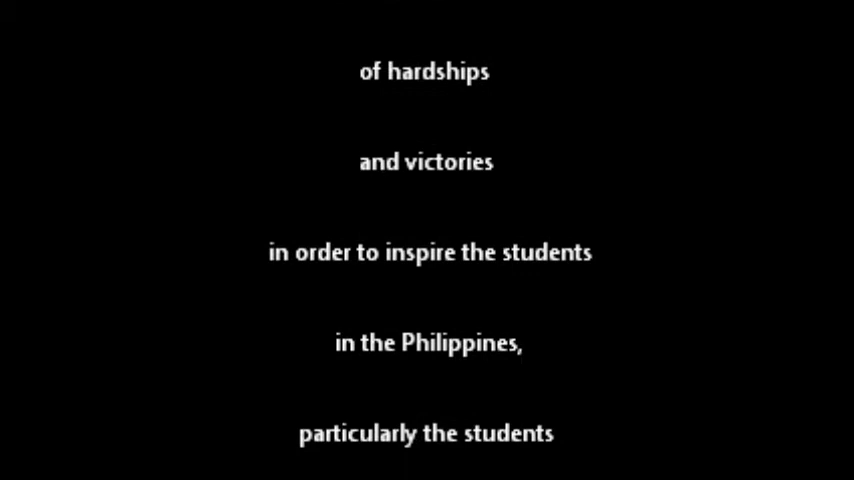 of hardships
and victories
in order to inspire the students
in the Philippines,
particularly the students